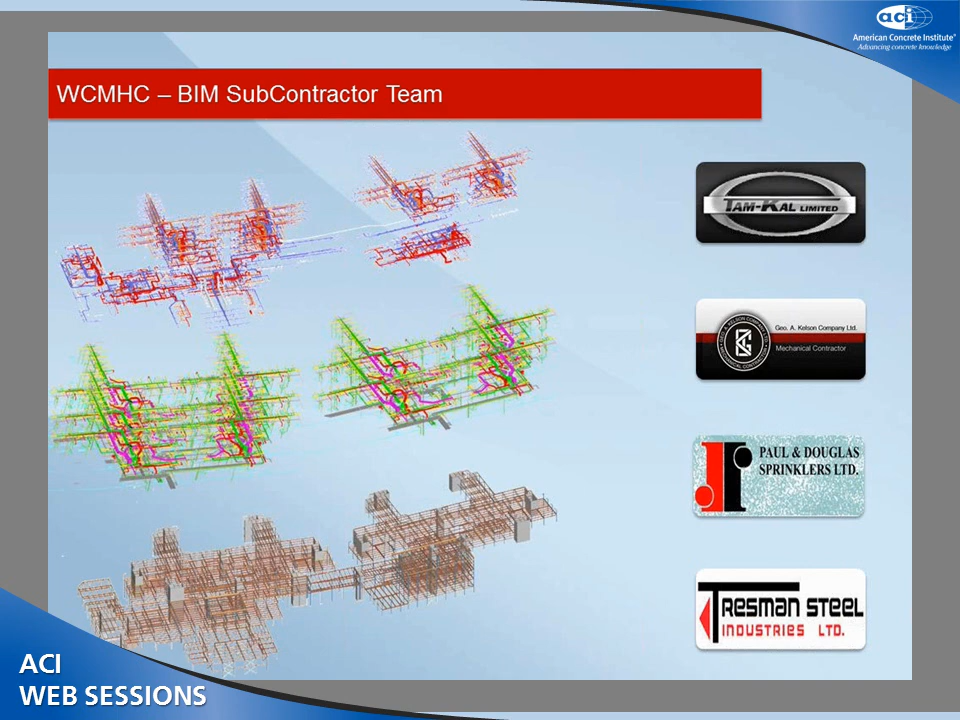 aci
American Concrete Institute®
Advancing concrete knowledge
WCMHC – BIM SubContractor Team
TAM-KAL LIMITED
Geo. A. Kelson Company Ltd.
Mechanical Contractor
PAUL & DOUGLAS
SPRINKLERS LTD.
TRESMAN STEEL
INDUSTRIES LTD.
ACI
WEB SESSIONS